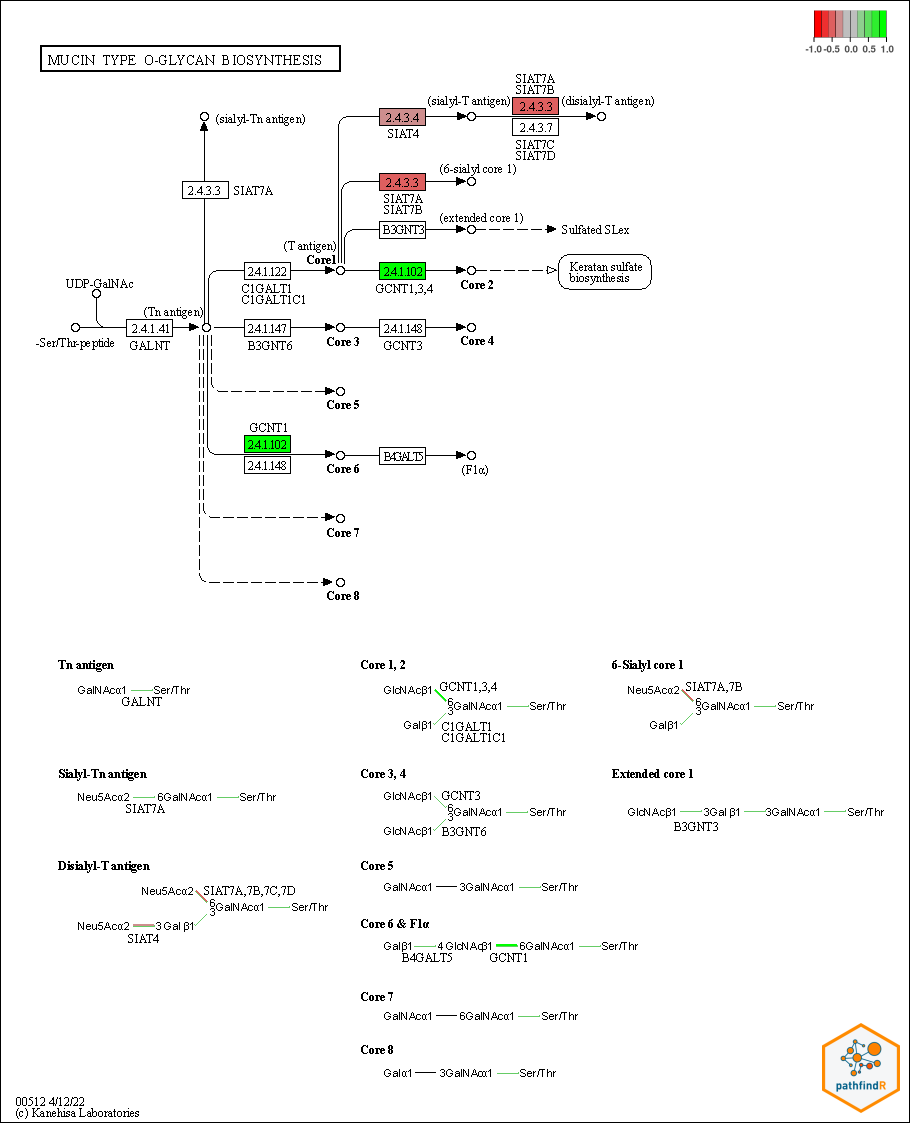 -1.0 -0.5 0.0 0.5 1.0
MUCIN TYPE O-GLYCAN BIOSYNTHESIS
SIAT7A
SIAT7B
(sialyl-T antigen)
2.4.3.3
(disialyl-T antigen)
(sialyl-Tn antigen)
2.4.3.4
2.4.3.7
SIAT4
SIAT7C
SIAT7D
(6-sialyl core 1)
2.4.3.3
SIAT7A
2.4.3.3
SIAT7A
SIAT7B
(extended core 1)
B3GNT3
Sulfated SLex
(T antigen)
Core1
2.4.1.122
2.4.1.102
Keratan sulfate
biosynthesis
C1GALT1
C1GALT1C1
GCNT1,3,4
Core 2
UDP-GalNAc
(Tn antigen)
2.4.1.41
2.4.1.147
2.4.1.148
-Ser/Thr-peptide
GALNT
B3GNT6
Core 3
GCNT3
Core 4
Core 5
GCNT1
2.4.1.102
2.4.1.148
Core 6
B4GALT5
(F1α)
Core 7
Core 8
Tn antigen
GalNAcα1
Ser/Thr
GALNT
Core 1, 2
GlcNAcβ1
GCNT1,3,4
6
3GalNAcα1
Ser/Thr
Galβ1
C1GALT1
C1GALT1C1
6-Sialyl core 1
Neu5Acα2
SIAT7A,7B
6
3GalNAcα1
Ser/Thr
Galβ1
Sialyl-Tn antigen
Neu5Acα2
6GalNAcα1
Ser/Thr
SIAT7A
Core 3, 4
GlcNAcβ1
GCNT3
6
3GalNAcα1
Ser/Thr
GlcNAcβ1
B3GNT6
Extended core 1
GlcNAcβ1
3Gal β1
3GalNAcα1
Ser/Thr
B3GNT3
Disialyl-T antigen
Neu5Acα2
SIAT7A,7B,7C,7D
6
3GalNAcα1
Ser/Thr
Neu5Acα2
3 Gal β1
SIAT4
Core 5
GalNAcα1
3GalNAcα1
Ser/Thr
Core 6 & F1α
Galβ1
4 GlcNAcβ1
6GalNAcα1
Ser/Thr
B4GALT5
GCNT1
Core 7
GalNAcα1
6GalNAcα1
Ser/Thr
Core 8
Galα1
3GalNAcα1
Ser/Thr
pathfindR
00512 4/12/22
(c) Kanehisa Laboratories